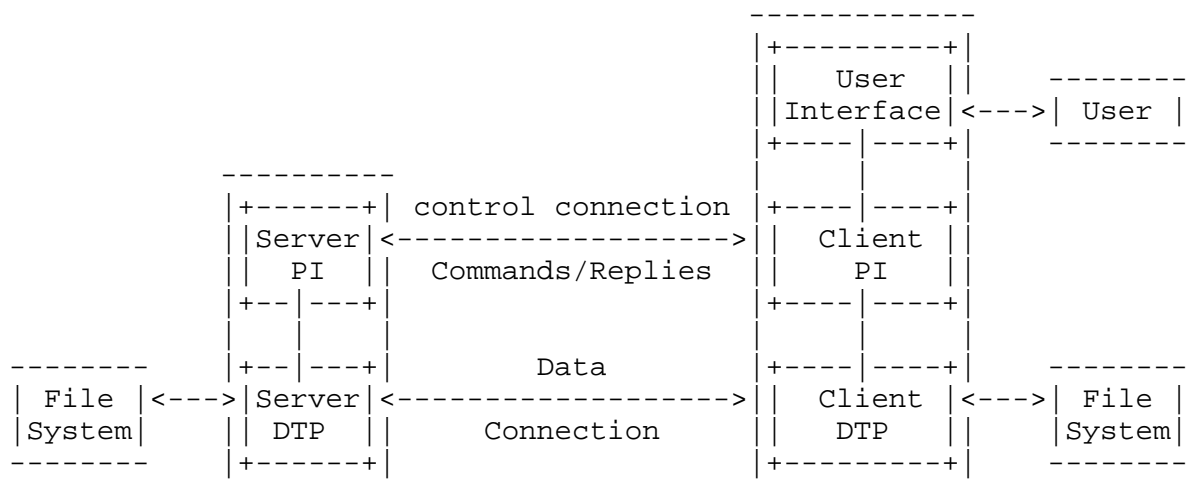 User
Interface
User
control connection
Server
PI
Commands/Replies
Client
PI
Data
File
System
Server
DTP
Connection
Client
DTP
File
System